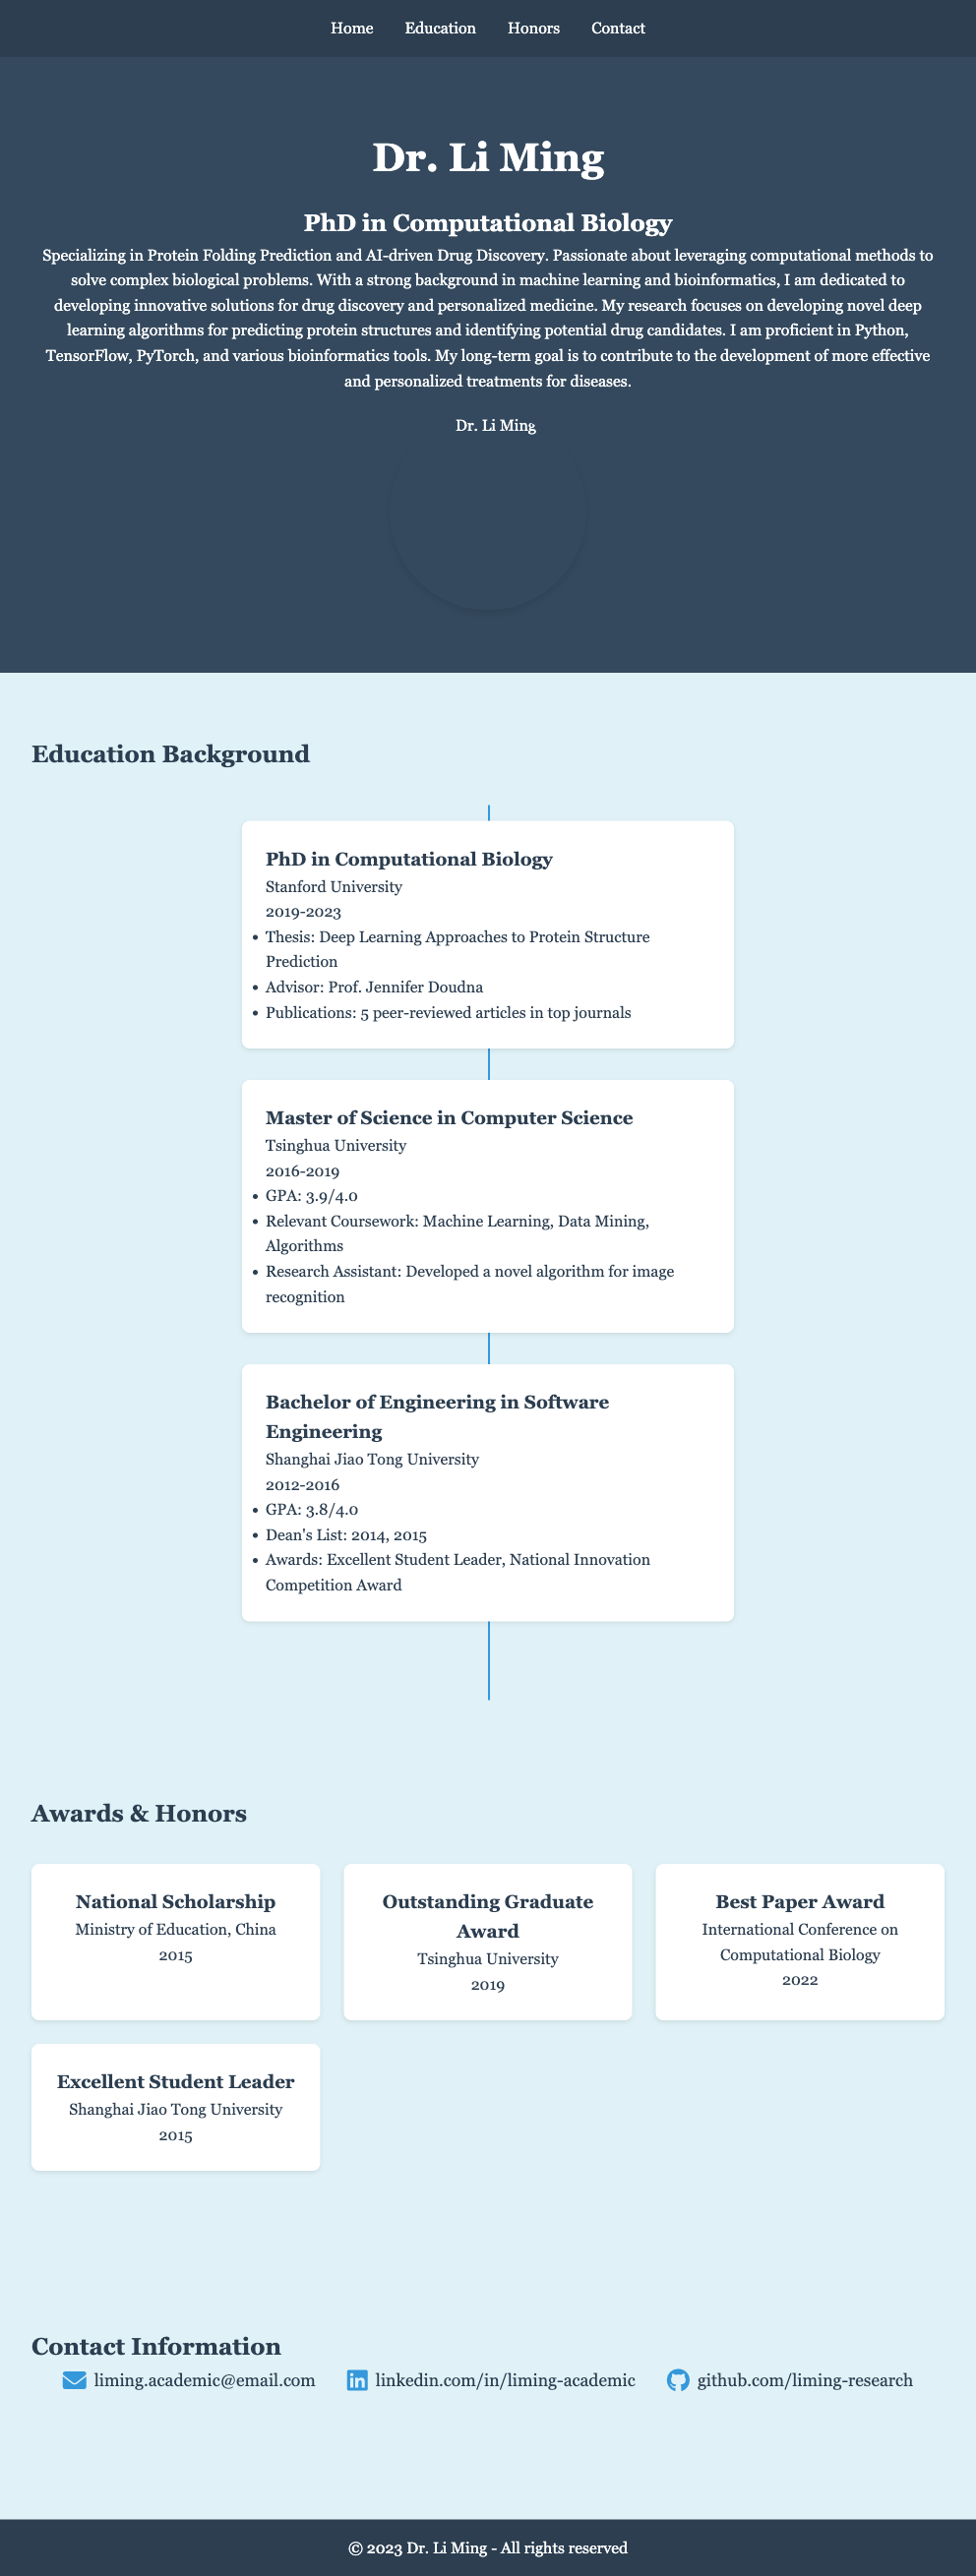 Home Education Honors Contact
Dr. Li Ming
PhD in Computational Biology
Specializing in Protein Folding Prediction and AI-driven Drug Discovery. Passionate about leveraging computational methods to
solve complex biological problems. With a strong background in machine learning and bioinformatics, I am dedicated to
developing innovative solutions for drug discovery and personalized medicine. My research focuses on developing novel deep
learning algorithms for predicting protein structures and identifying potential drug candidates. I am proficient in Python,
TensorFlow, PyTorch, and various bioinformatics tools. My long-term goal is to contribute to the development of more effective
and personalized treatments for diseases.
Dr. Li Ming
Education Background
PhD in Computational Biology
Stanford University
2019-2023
• Thesis: Deep Learning Approaches to Protein Structure
Prediction
• Advisor: Prof. Jennifer Doudna
• Publications: 5 peer-reviewed articles in top journals
Master of Science in Computer Science
Tsinghua University
2016-2019
• GPA: 3.9/4.0
• Relevant Coursework: Machine Learning, Data Mining,
Algorithms
• Research Assistant: Developed a novel algorithm for image
recognition
Bachelor of Engineering in Software
Engineering
Shanghai Jiao Tong University
2012-2016
• GPA: 3.8/4.0
• Dean's List: 2014, 2015
• Awards: Excellent Student Leader, National Innovation
Competition Award
Awards & Honors
National Scholarship
Ministry of Education, China
2015
Outstanding Graduate
Award
Tsinghua University
2019
Best Paper Award
International Conference on
Computational Biology
2022
Excellent Student Leader
Shanghai Jiao Tong University
2015
Contact Information
liming.academic@email.com linkedin.com/in/liming-academic github.com/liming-research
© 2023 Dr. Li Ming - All rights reserved